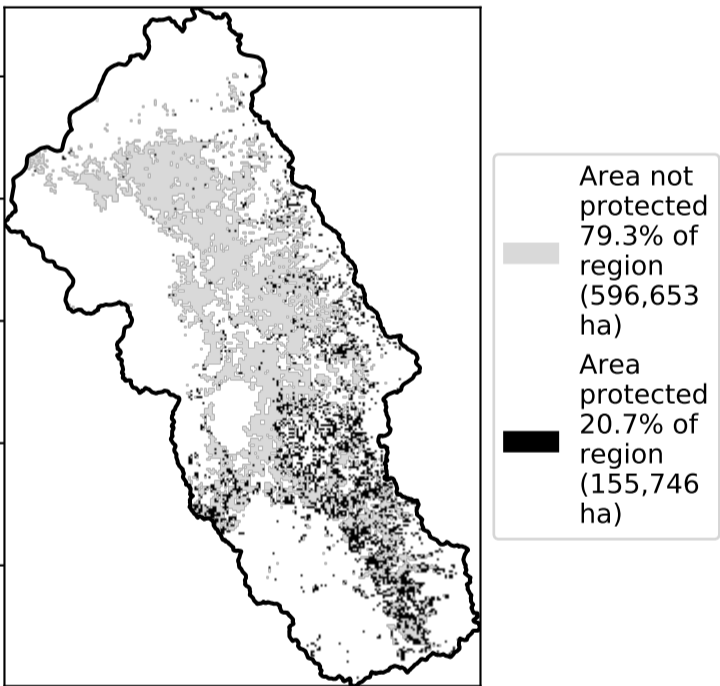 Area not
protected
79.3% of
region
(596,653
ha)
Area
protected
20.7% of
region
(155,746
ha)